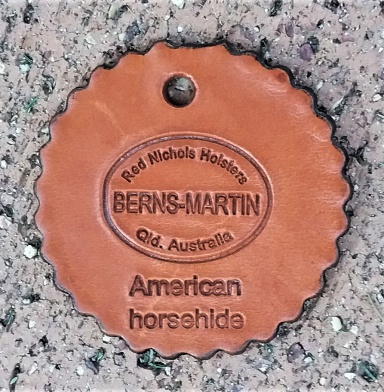 Red Nichols Holsters
BERNS-MARTIN
Qld. Australia
American
horsehide